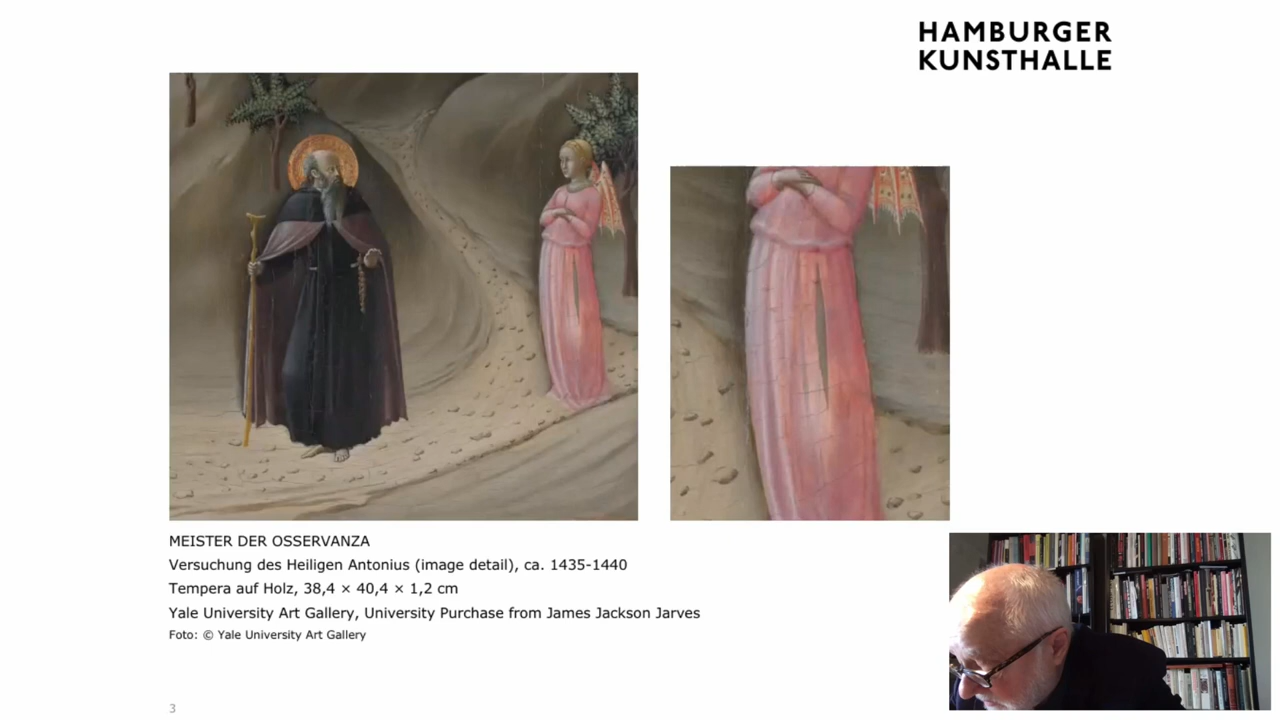 HAMBURGER
KUNSTHALLE
MEISTER DER OSSERVANZA
Versuchung des Heiligen Antonius (image detail), ca. 1435-1440
Tempera auf Holz, 38,4 × 40,4 × 1,2 cm
Yale University Art Gallery, University Purchase from James Jackson Jarves
Foto: © Yale University Art Gallery
3